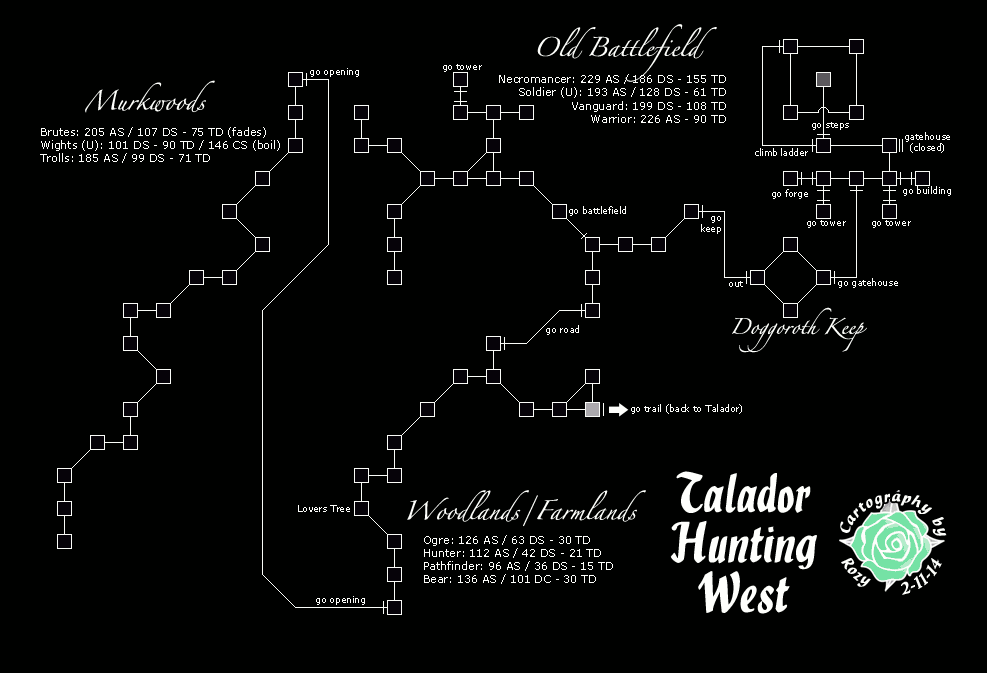 Old Battlefield
Necromancer: 229 AS / 186 DS - 155 TD
Soldier (U): 193 AS / 128 DS - 61 TD
Vanguard: 199 DS - 108 TD
Warrior: 226 AS - 90 TD
go tower
go opening
Murkwoods
Brutes: 205 AS / 107 DS - 75 TD (fades)
Wights (U): 101 DS - 90 TD / 146 CS (boil)
Trolls: 185 AS / 99 DS - 71 TD
go steps
climb ladder
gatehouse
(closed)
go forge
go building
go tower
go tower
go battlefield
go
keep
out
go gatehouse
Doggoroth Keep
go road
go trail (back to Talador)
Lovers Tree
Woodlands/Farmlands
Ogre: 126 AS / 63 DS - 30 TD
Hunter: 112 AS / 42 DS - 21 TD
Pathfinder: 96 AS / 36 DS - 15 TD
Bear: 136 AS / 101 DC - 30 TD
go opening
Talador
Hunting
West
Cartography by
Rozy 2-11-14